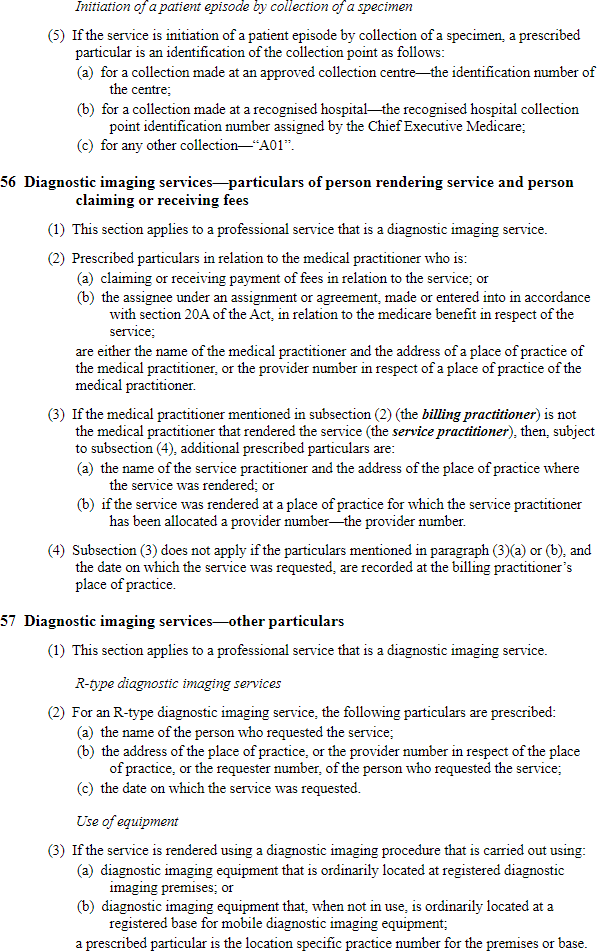 Initiation of a patient episode by collection of a specimen
(5) If the service is initiation of a patient episode by collection of a specimen, a prescribed
particular is an identification of the collection point as follows:
(a) for a collection made at an approved collection centre—the identification number of
the centre;
(b) for a collection made at a recognised hospital—the recognised hospital collection
point identification number assigned by the Chief Executive Medicare;
(c) for any other collection—“A01”.
56 Diagnostic imaging services—particulars of person rendering service and person
claiming or receiving fees
(1) This section applies to a professional service that is a diagnostic imaging service.
(2) Prescribed particulars in relation to the medical practitioner who is:
(a) claiming or receiving payment of fees in relation to the service; or
(b) the assignee under an assignment or agreement, made or entered into in accordance
with section 20A of the Act, in relation to the medicare benefit in respect of the
service;
are either the name of the medical practitioner and the address of a place of practice of
the medical practitioner, or the provider number in respect of a place of practice of the
medical practitioner.
(3) If the medical practitioner mentioned in subsection (2) (the billing practitioner) is not
the medical practitioner that rendered the service (the service practitioner), then, subject
to subsection (4), additional prescribed particulars are:
(a) the name of the service practitioner and the address of the place of practice where
the service was rendered; or
(b) if the service was rendered at a place of practice for which the service practitioner
has been allocated a provider number—the provider number.
(4) Subsection (3) does not apply if the particulars mentioned in paragraph (3)(a) or (b), and
the date on which the service was requested, are recorded at the billing practitioner’s
place of practice.
57 Diagnostic imaging services—other particulars
(1) This section applies to a professional service that is a diagnostic imaging service.
R-type diagnostic imaging services
(2) For an R-type diagnostic imaging service, the following particulars are prescribed:
(a) the name of the person who requested the service;
(b) the address of the place of practice, or the provider number in respect of the place
of practice, or the requester number, of the person who requested the service;
(c) the date on which the service was requested.
Use of equipment
(3) If the service is rendered using a diagnostic imaging procedure that is carried out using:
(a) diagnostic imaging equipment that is ordinarily located at registered diagnostic
imaging premises; or
(b) diagnostic imaging equipment that, when not in use, is ordinarily located at a
registered base for mobile diagnostic imaging equipment;
a prescribed particular is the location specific practice number for the premises or base.